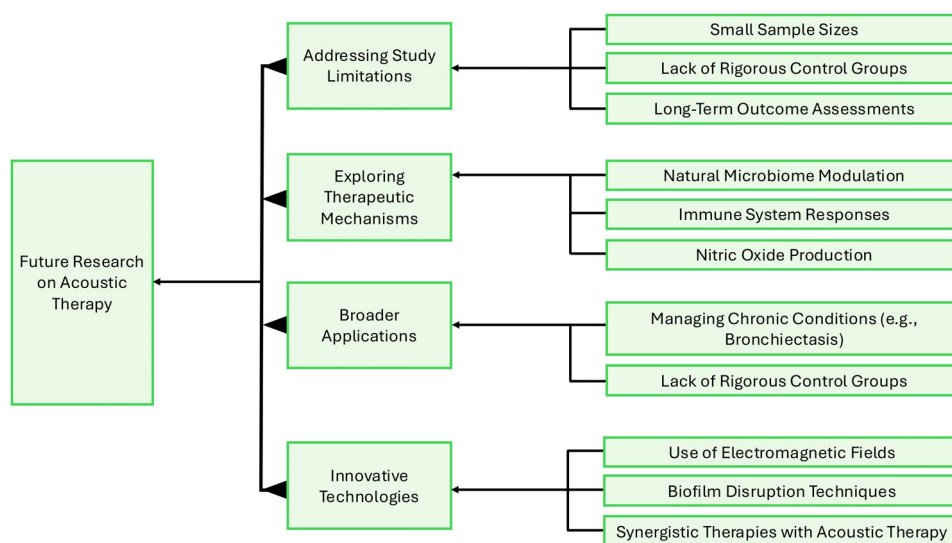 Future Research
on Acoustic
Therapy
Addressing Study
Limitations
Small Sample Sizes
Lack of Rigorous Control Groups
Long-Term Outcome Assessments
Exploring
Therapeutic
Mechanisms
Natural Microbiome Modulation
Immune System Responses
Nitric Oxide Production
Broader
Applications
Managing Chronic Conditions (e.g.,
Bronchiectasis)
Lack of Rigorous Control Groups
Innovative
Technologies
Use of Electromagnetic Fields
Biofilm Disruption Techniques
Synergistic Therapies with Acoustic Therapy